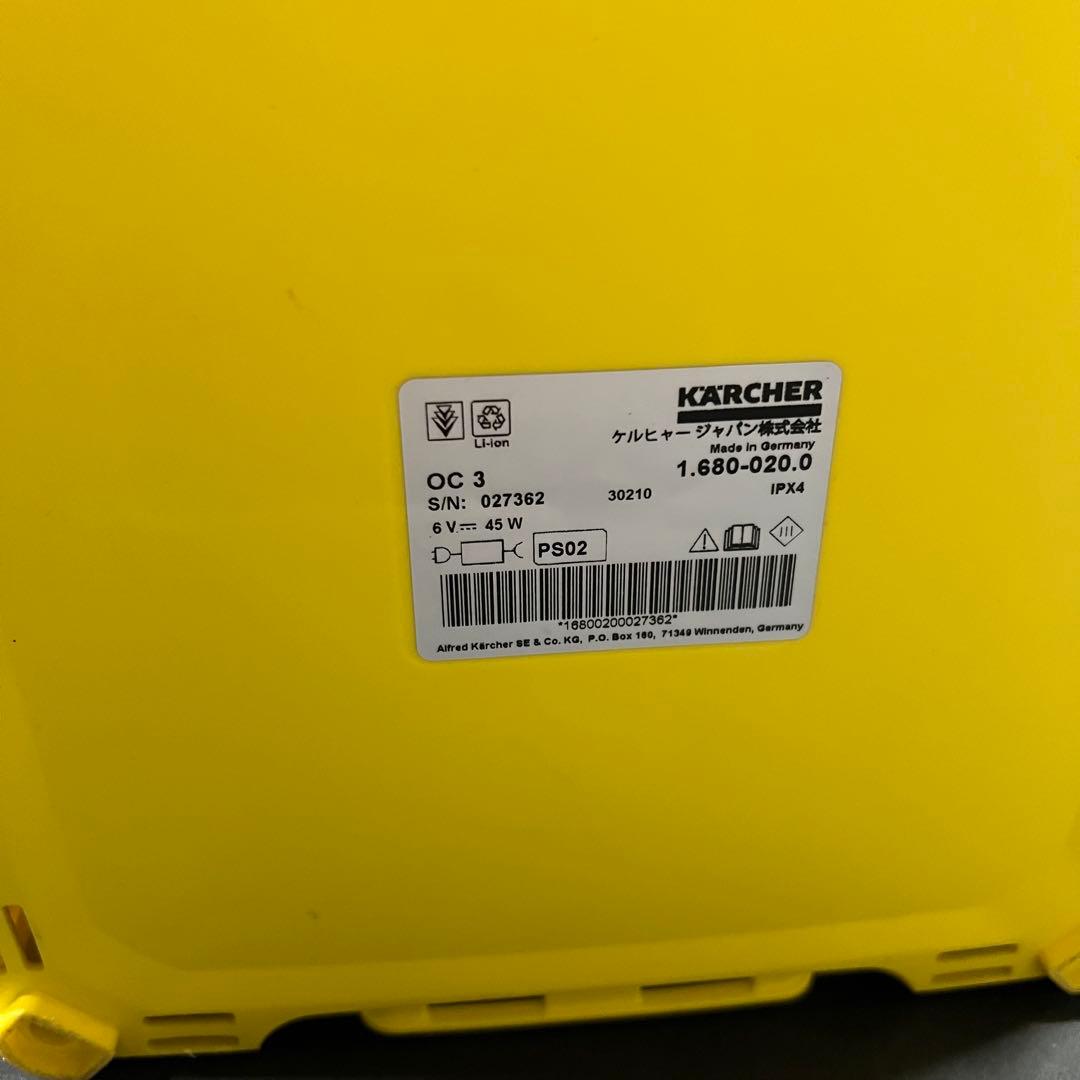 KÄRCHER
ケルヒャー ジャパン株式会社
Li-ion
Made in Germany
1.680-020.0
OC 3
S/N: 027362
30210
IPX4
6 V⎓ 45 W
PS02
*16800200027362*
Alfred Kärcher SE & Co. KG, P.O. Box 160, 71349 Winnenden, Germany